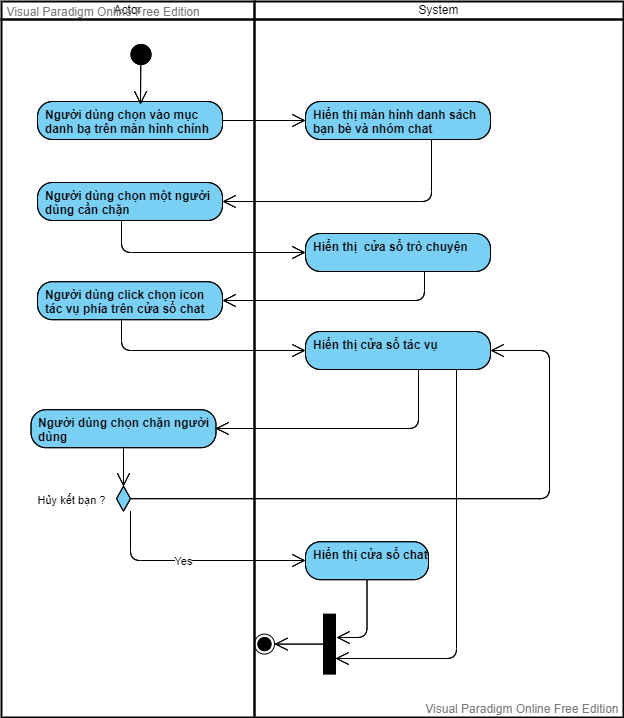 Visual Paradigm Online Free Edition
Actor
System
Người dùng chọn vào mục
danh bạ trên màn hình chính
Hiển thị màn hình danh sách
bạn bè và nhóm chat
Người dùng chọn một người
dùng cần chặn
Hiển thị cửa sổ trò chuyện
Người dùng click chọn icon
tác vụ phía trên cửa sổ chat
Hiển thị cửa sổ tác vụ
Người dùng chọn chặn người
dùng
Hủy kết bạn ?
Yes
Hiển thị cửa sổ chat
Visual Paradigm Online Free Edition